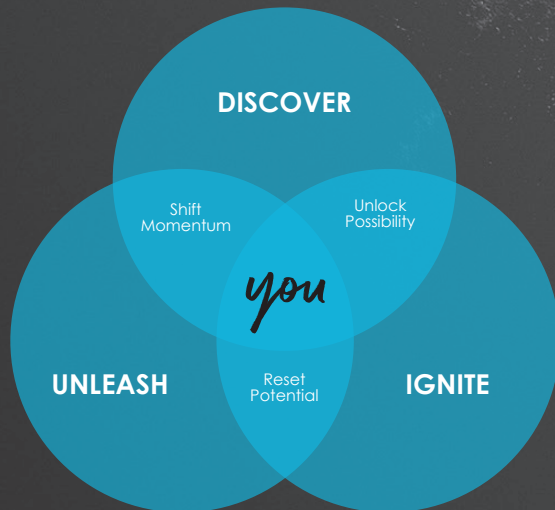 DISCOVER
Shift
Momentum
Unlock
Possibility
you
UNLEASH
Reset
Potential
IGNITE